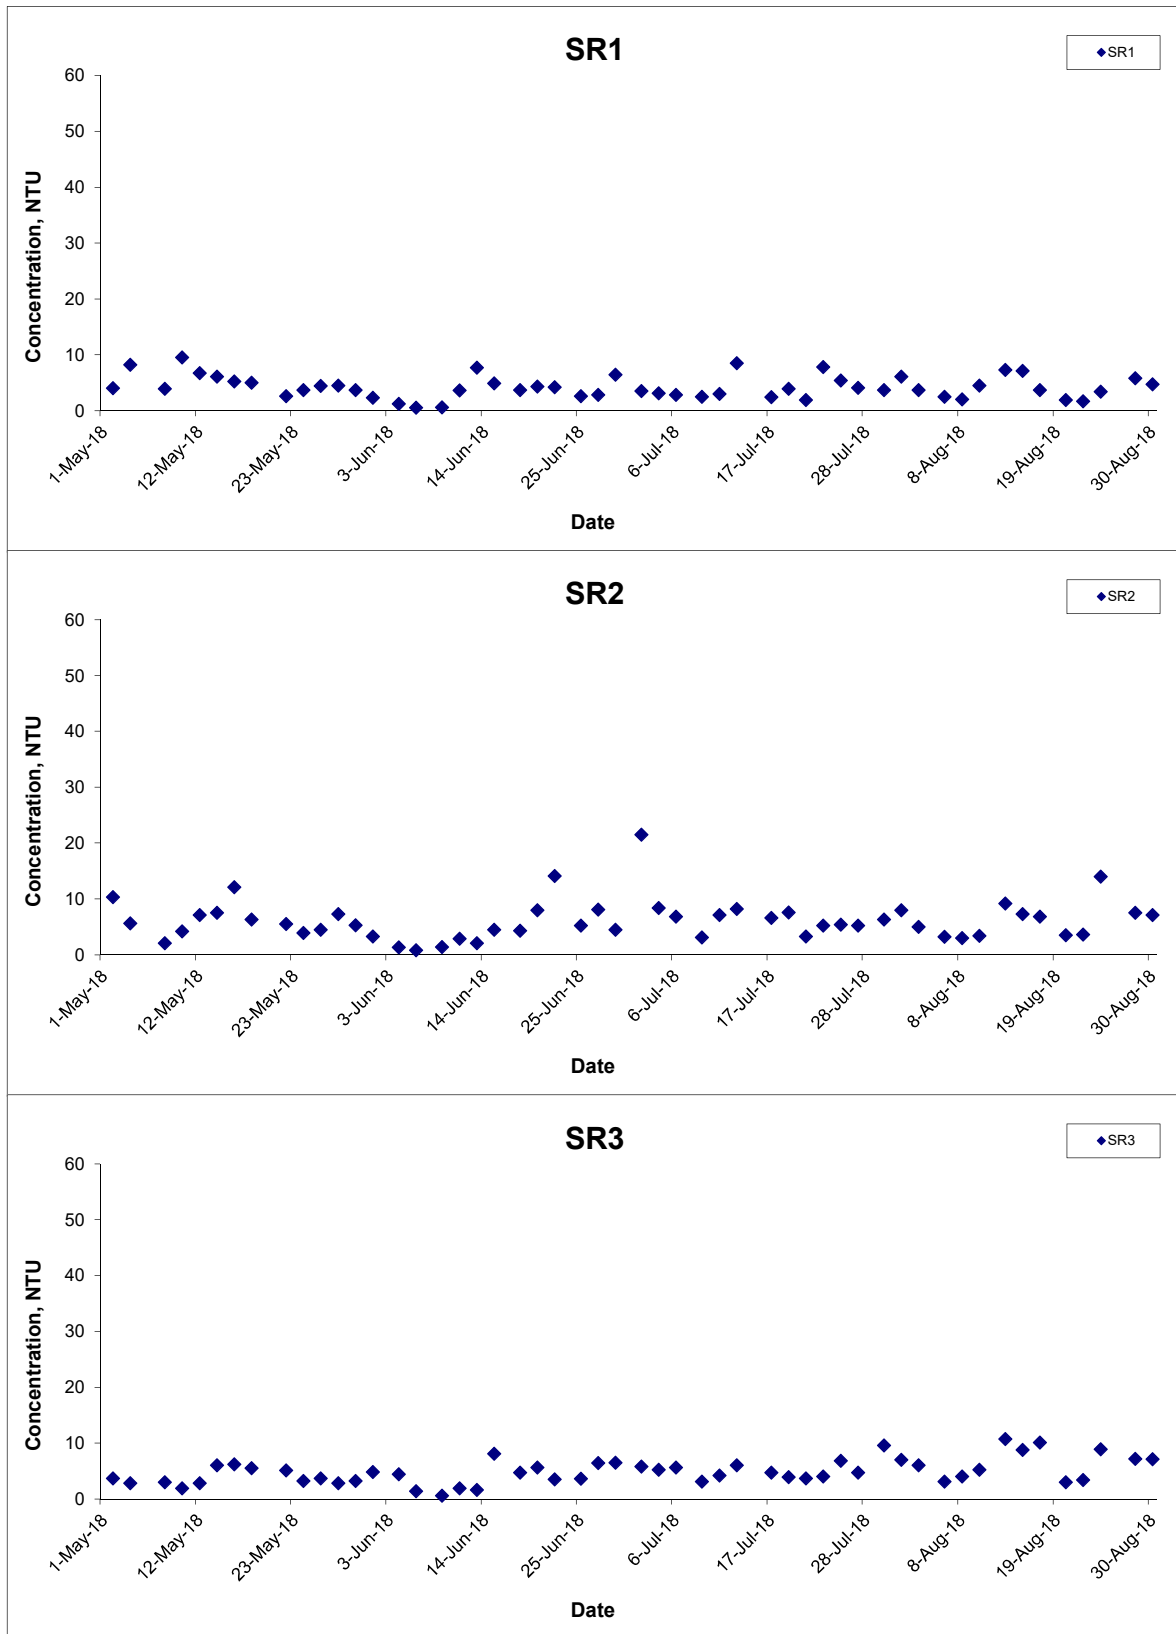 SR1
SR1
60
50
40
30
20
10
0
Concentration, NTU
1-May-18 12-May-18 23-May-18 3-Jun-18 14-Jun-18 25-Jun-18 6-Jul-18 17-Jul-18 28-Jul-18 8-Aug-18 19-Aug-18 30-Aug-18
Date
SR2
SR2
60
50
40
30
20
10
0
Concentration, NTU
1-May-18 12-May-18 23-May-18 3-Jun-18 14-Jun-18 25-Jun-18 6-Jul-18 17-Jul-18 28-Jul-18 8-Aug-18 19-Aug-18 30-Aug-18
Date
SR3
SR3
60
50
40
30
20
10
0
Concentration, NTU
1-May-18 12-May-18 23-May-18 3-Jun-18 14-Jun-18 25-Jun-18 6-Jul-18 17-Jul-18 28-Jul-18 8-Aug-18 19-Aug-18 30-Aug-18
Date